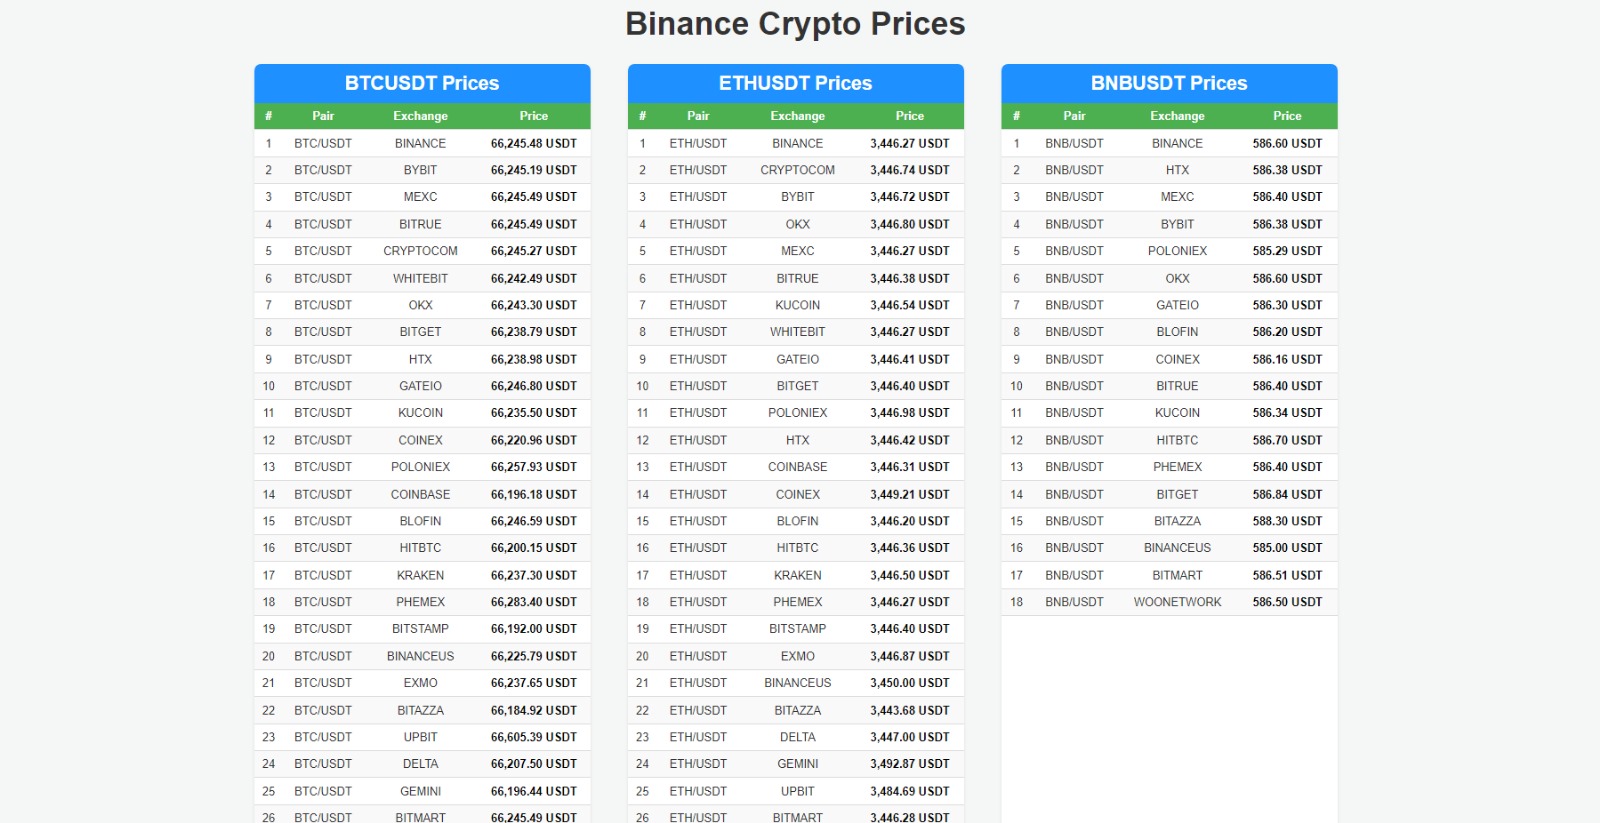 Binance Crypto Prices
BTCUSDT Prices
# Pair Exchange Price
1 BTC/USDT BINANCE 66,245.48 USDT
2 BTC/USDT BYBIT 66,245.19 USDT
3 BTC/USDT MEXC 66,245.49 USDT
4 BTC/USDT BITRUE 66,245.49 USDT
5 BTC/USDT CRYPTOCOM 66,245.27 USDT
6 BTC/USDT WHITEBIT 66,242.49 USDT
7 BTC/USDT OKX 66,243.30 USDT
8 BTC/USDT BITGET 66,238.79 USDT
9 BTC/USDT HTX 66,238.98 USDT
10 BTC/USDT GATEIO 66,246.80 USDT
11 BTC/USDT KUCOIN 66,235.50 USDT
12 BTC/USDT COINEX 66,220.96 USDT
13 BTC/USDT POLONIEX 66,257.93 USDT
14 BTC/USDT COINBASE 66,196.18 USDT
15 BTC/USDT BLOFIN 66,246.59 USDT
16 BTC/USDT HITBTC 66,200.15 USDT
17 BTC/USDT KRAKEN 66,237.30 USDT
18 BTC/USDT PHEMEX 66,283.40 USDT
19 BTC/USDT BITSTAMP 66,192.00 USDT
20 BTC/USDT BINANCEUS 66,225.79 USDT
21 BTC/USDT EXMO 66,237.65 USDT
22 BTC/USDT BITAZZA 66,184.92 USDT
23 BTC/USDT UPBIT 66,605.39 USDT
24 BTC/USDT DELTA 66,207.50 USDT
25 BTC/USDT GEMINI 66,196.44 USDT
26 BTC/USDT BITMART 66,245.49 USDT
ETHUSDT Prices
# Pair Exchange Price
1 ETH/USDT BINANCE 3,446.27 USDT
2 ETH/USDT CRYPTOCOM 3,446.74 USDT
3 ETH/USDT BYBIT 3,446.72 USDT
4 ETH/USDT OKX 3,446.80 USDT
5 ETH/USDT MEXC 3,446.27 USDT
6 ETH/USDT BITRUE 3,446.38 USDT
7 ETH/USDT KUCOIN 3,446.54 USDT
8 ETH/USDT WHITEBIT 3,446.27 USDT
9 ETH/USDT GATEIO 3,446.41 USDT
10 ETH/USDT BITGET 3,446.40 USDT
11 ETH/USDT POLONIEX 3,446.98 USDT
12 ETH/USDT HTX 3,446.42 USDT
13 ETH/USDT COINBASE 3,446.31 USDT
14 ETH/USDT COINEX 3,449.21 USDT
15 ETH/USDT BLOFIN 3,446.20 USDT
16 ETH/USDT HITBTC 3,446.36 USDT
17 ETH/USDT KRAKEN 3,446.50 USDT
18 ETH/USDT PHEMEX 3,446.27 USDT
19 ETH/USDT BITSTAMP 3,446.40 USDT
20 ETH/USDT EXMO 3,446.87 USDT
21 ETH/USDT BINANCEUS 3,450.00 USDT
22 ETH/USDT BITAZZA 3,443.68 USDT
23 ETH/USDT DELTA 3,447.00 USDT
24 ETH/USDT GEMINI 3,492.87 USDT
25 ETH/USDT UPBIT 3,484.69 USDT
26 ETH/USDT BITMART 3,446.28 USDT
BNBUSDT Prices
# Pair Exchange Price
1 BNB/USDT BINANCE 586.60 USDT
2 BNB/USDT HTX 586.38 USDT
3 BNB/USDT MEXC 586.40 USDT
4 BNB/USDT BYBIT 586.38 USDT
5 BNB/USDT POLONIEX 585.29 USDT
6 BNB/USDT OKX 586.60 USDT
7 BNB/USDT GATEIO 586.30 USDT
8 BNB/USDT BLOFIN 586.20 USDT
9 BNB/USDT COINEX 586.16 USDT
10 BNB/USDT BITRUE 586.40 USDT
11 BNB/USDT KUCOIN 586.34 USDT
12 BNB/USDT HITBTC 586.70 USDT
13 BNB/USDT PHEMEX 586.40 USDT
14 BNB/USDT BITGET 586.84 USDT
15 BNB/USDT BITAZZA 588.30 USDT
16 BNB/USDT BINANCEUS 585.00 USDT
17 BNB/USDT BITMART 586.51 USDT
18 BNB/USDT WOONETWORK 586.50 USDT